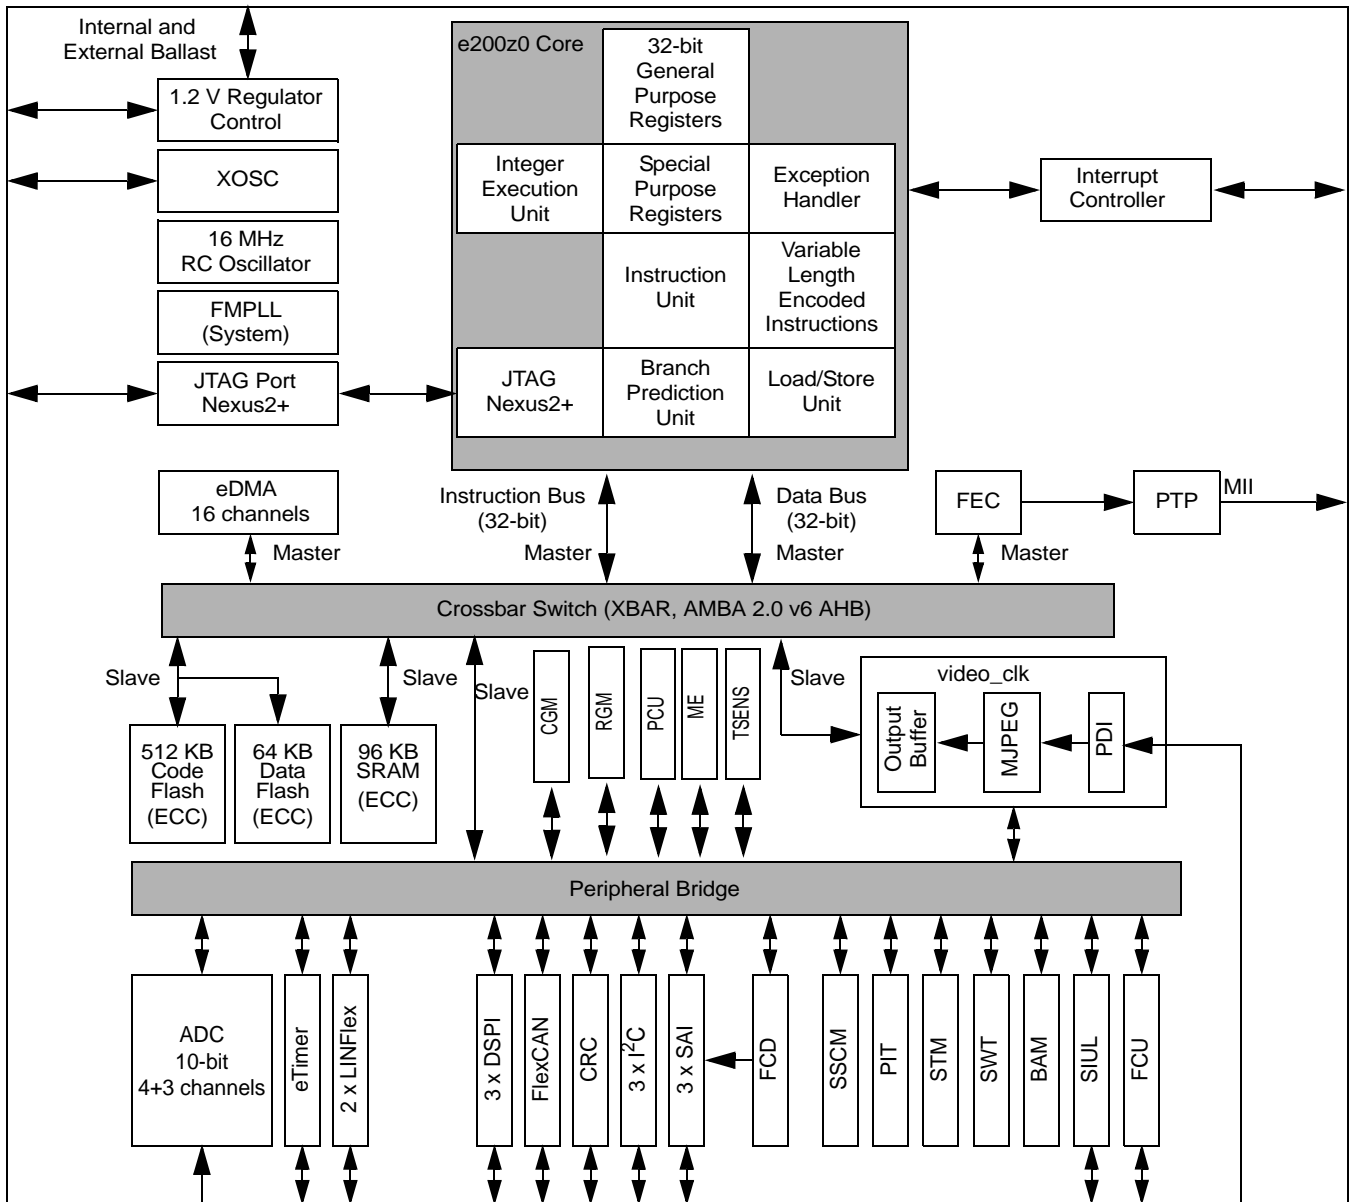 Internal and
External Ballast
1.2 V Regulator
Control
XOSC
16 MHz
RC Oscillator
FMPLL
(System)
JTAG Port
Nexus2+
e200z0 Core
32-bit
General
Purpose
Registers
Integer
Execution
Unit
Special
Purpose
Registers
Exception
Handler
Instruction
Unit
Variable
Length
Encoded
Instructions
JTAG
Nexus2+
Branch
Prediction
Unit
Load/Store
Unit
Interrupt
Controller
eDMA
16 channels
Master
Instruction Bus
(32-bit)
Master
Data Bus
(32-bit)
Master
FEC
Master
PTP
MII
Crossbar Switch (XBAR, AMBA 2.0 v6 AHB)
Slave
Slave
Slave
Slave
512 KB
Code
Flash
(ECC)
64 KB
Data
Flash
(ECC)
96 KB
SRAM
(ECC)
CGM
RGM
PCU
ME
TSENS
video_clk
Output
Buffer
MJPEG
PDI
Peripheral Bridge
ADC
10-bit
4+3 channels
eTimer
2 x LINFlex
3 x DSPI
FlexCAN
CRC
3 x I²C
3 x SAI
FCD
SSCM
PIT
STM
SWT
BAM
SIUL
FCU